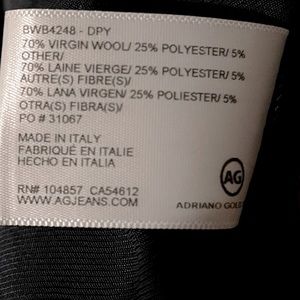 BWB4248 - DPY
70% VIRGIN WOOL/ 25% POLYESTER/ 5%
OTHER/
70% LAINE VIERGE/ 25% POLYESTER/ 5%
AUTRE(S) FIBRE(S)/
70% LANA VIRGEN/ 25% POLIESTER/ 5%
OTRA(S) FIBRA(S)/
PO # 31067
MADE IN ITALY
FABRIQUÉ EN ITALIE
HECHO EN ITALIA
AG
RN# 104857 CA54612
WWW.AGJEANS.COM
ADRIANO